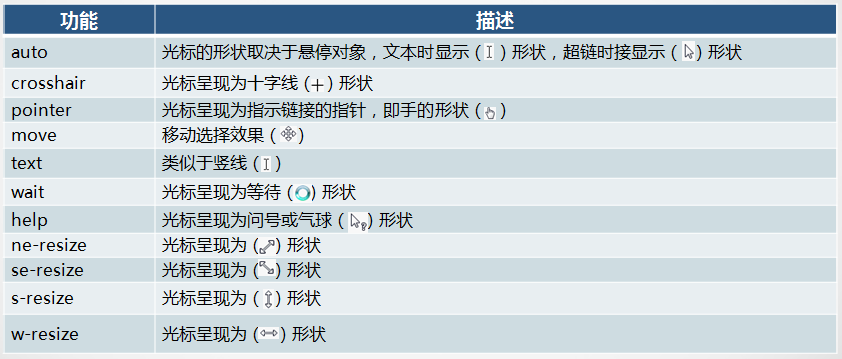 功能 描述
auto 光标的形状取决于悬停对象，文本时显示（）形状，超链时接显示（）形状
crosshair 光标呈现为十字线 (+) 形状
pointer 光标呈现为指示链接的指针，即手的形状（）
move 移动选择效果（）
text 类似于竖线（）
wait 光标呈现为等待 () 形状
help 光标呈现为问号或气球（?) 形状
ne-resize 光标呈现为 () 形状
se-resize 光标呈现为 () 形状
s-resize 光标呈现为 () 形状
w-resize 光标呈现为 () 形状